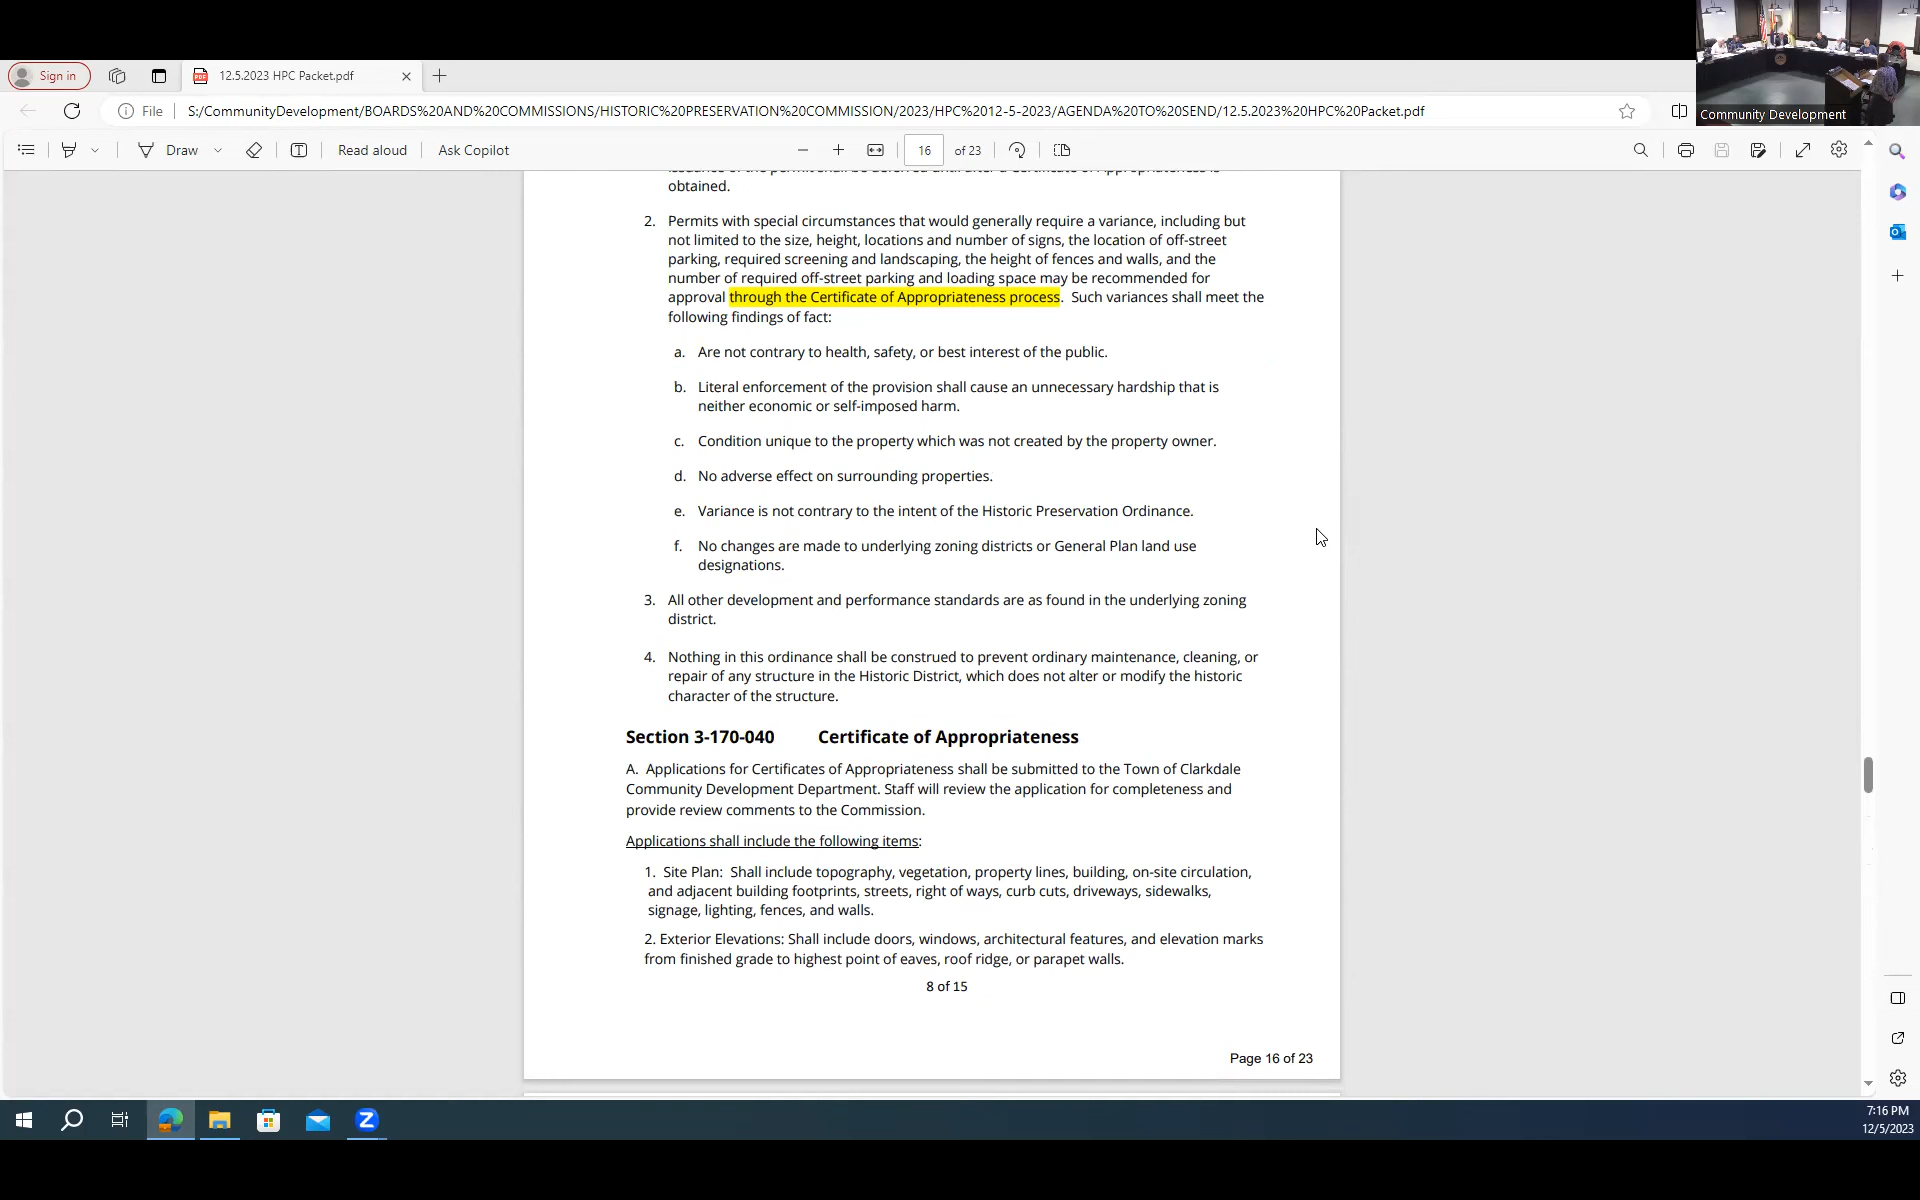 Sign in
12.5.2023 HPC Packet.pdf
File
S:/CommunityDevelopment/BOARDS%20AND%20COMMISSIONS/HISTORIC%20PRESERVATION%20COMMISSION/2023/HPC%2012-5-2023/AGENDA%20TO%20SEND/12.5.2023%20HPC%20Packet.pdf
Community Development
Draw
Read aloud
Ask Copilot
16
of 23
issuance of the permit shall be deferred until after a Certificate of Appropriateness is
obtained.
2. Permits with special circumstances that would generally require a variance, including but
not limited to the size, height, locations and number of signs, the location of off-street
parking, required screening and landscaping, the height of fences and walls, and the
number of required off-street parking and loading space may be recommended for
approval through the Certificate of Appropriateness process. Such variances shall meet the
following findings of fact:
a. Are not contrary to health, safety, or best interest of the public.
b. Literal enforcement of the provision shall cause an unnecessary hardship that is
neither economic or self-imposed harm.
c. Condition unique to the property which was not created by the property owner.
d. No adverse effect on surrounding properties.
e. Variance is not contrary to the intent of the Historic Preservation Ordinance.
f. No changes are made to underlying zoning districts or General Plan land use
designations.
3. All other development and performance standards are as found in the underlying zoning
district.
4. Nothing in this ordinance shall be construed to prevent ordinary maintenance, cleaning, or
repair of any structure in the Historic District, which does not alter or modify the historic
character of the structure.
Section 3-170-040 Certificate of Appropriateness
A. Applications for Certificates of Appropriateness shall be submitted to the Town of Clarkdale
Community Development Department. Staff will review the application for completeness and
provide review comments to the Commission.
Applications shall include the following items:
1. Site Plan: Shall include topography, vegetation, property lines, building, on-site circulation,
and adjacent building footprints, streets, right of ways, curb cuts, driveways, sidewalks,
signage, lighting, fences, and walls.
2. Exterior Elevations: Shall include doors, windows, architectural features, and elevation marks
from finished grade to highest point of eaves, roof ridge, or parapet walls.
8 of 15
Page 16 of 23
7:16 PM
12/5/2023